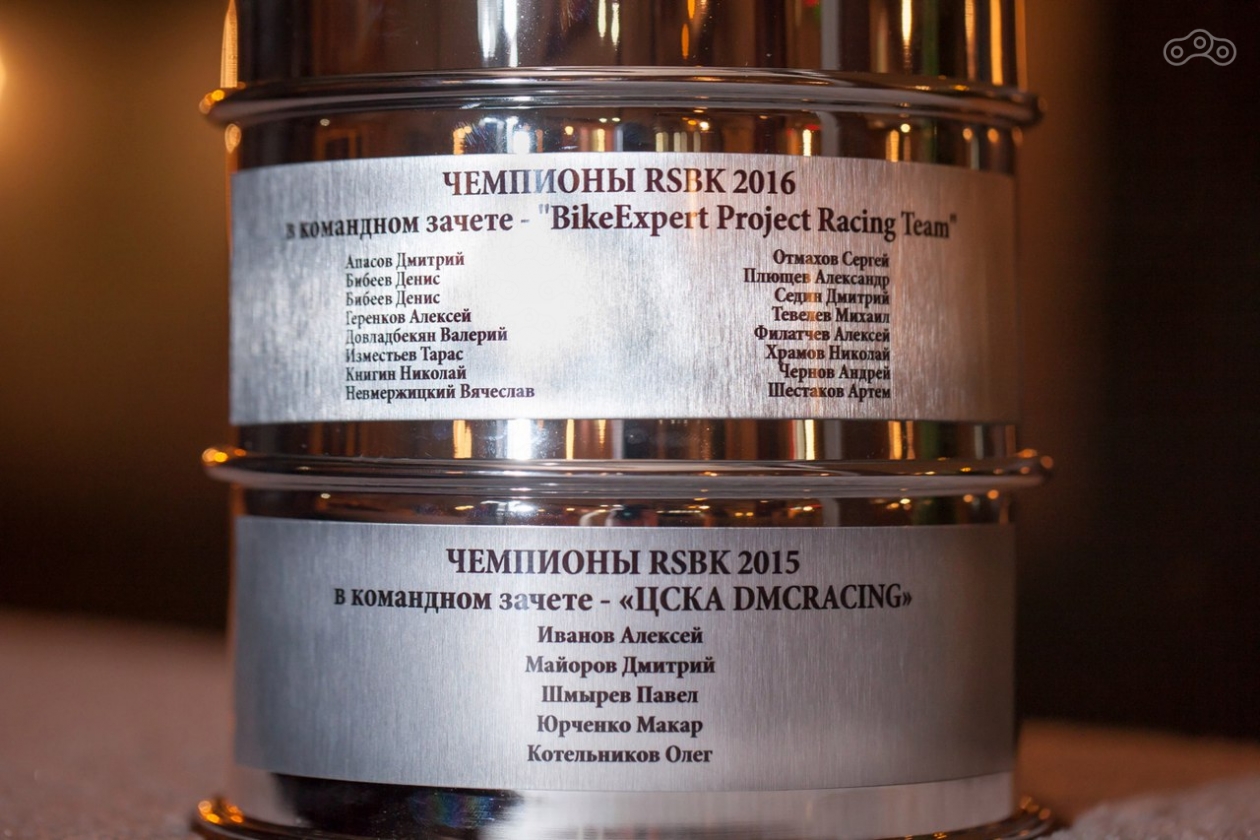 ЧЕМПИОНЫ RSBK 2016
в командном зачете - "BikeExpert Project Racing Team"
Апасов Дмитрий
Бибеев Денис
Бибеев Денис
Геренков Алексей
Довладбекян Валерий
Изместьев Тарас
Книгин Николай
Невмержицкий Вячеслав
Отмахов Сергей
Плющев Александр
Седин Дмитрий
Тевелев Михаил
Филатчев Алексей
Храмов Николай
Чернов Андрей
Шестаков Артем
ЧЕМПИОНЫ RSBK 2015
в командном зачете - «ЦСКА DMCRACING»
Иванов Алексей
Майоров Дмитрий
Шмырев Павел
Юрченко Макар
Котельников Олег